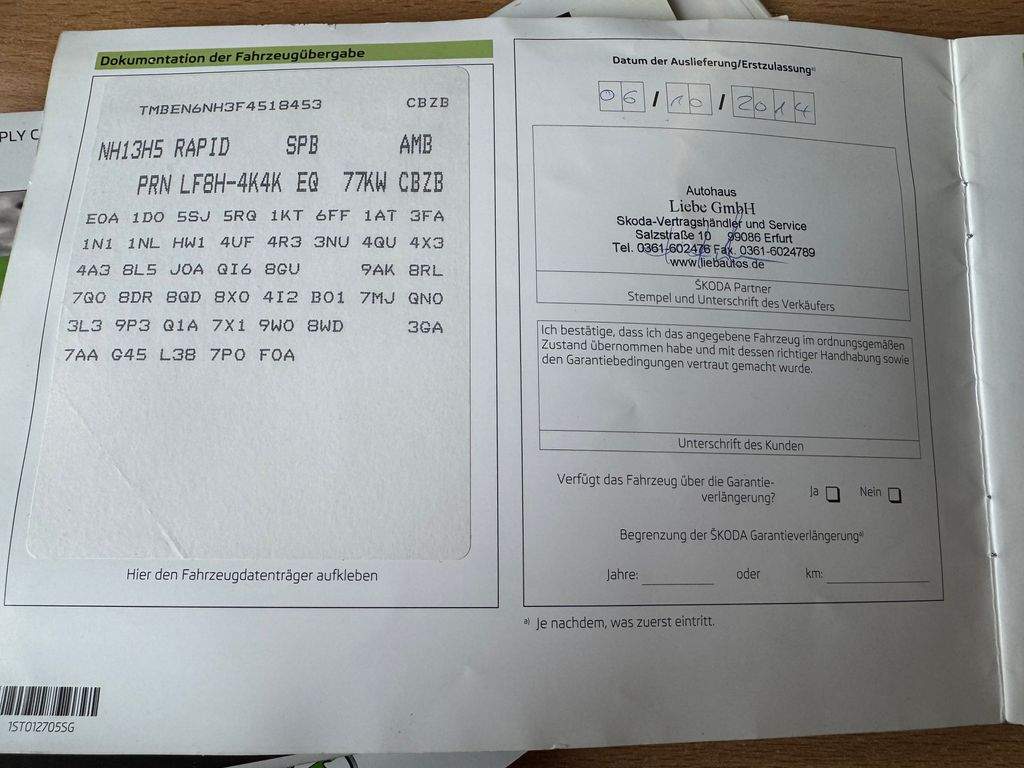 PLY C
Dokumentation der Fahrzeugübergabe
TMBEN6NH3F4518453 CBZB
NH13H5 RAPID SPB AMB
PRN LF8H-4K4K EQ 77KW CBZB
E0A 1D0 5SJ 5RQ 1KT 6FF 1AT 3FA
1N1 1NL HW1 4UF 4R3 3NU 4QU 4X3
4A3 8L5 J0A QI6 8GU 9AK 8RL
7Q0 8DR 8QD 8X0 4I2 B01 7MJ QN0
3L3 9P3 Q1A 7X1 9W0 8WD 3GA
7AA G45 L38 7P0 F0A
Hier den Fahrzeugdatenträger aufkleben
1ST012705SG
Datum der Auslieferung/Erstzulassung a)
06 / 10 / 2014
Autohaus
Liebe GmbH
Skoda-Vertragshändler und Service
Salzstraße 10 99086 Erfurt
Tel. 0361-602476 Fax. 0361-6024789
www.liebautos.de
ŠKODA Partner
Stempel und Unterschrift des Verkäufers
Ich bestätige, dass ich das angegebene Fahrzeug im ordnungsgemäßen
Zustand übernommen habe und mit dessen richtiger Handhabung sowie
den Garantiebedingungen vertraut gemacht wurde.
Unterschrift des Kunden
Verfügt das Fahrzeug über die Garantie-
verlängerung? Ja Nein
Begrenzung der ŠKODA Garantieverlängerung a)
Jahre: oder km:
a) Je nachdem, was zuerst eintritt.